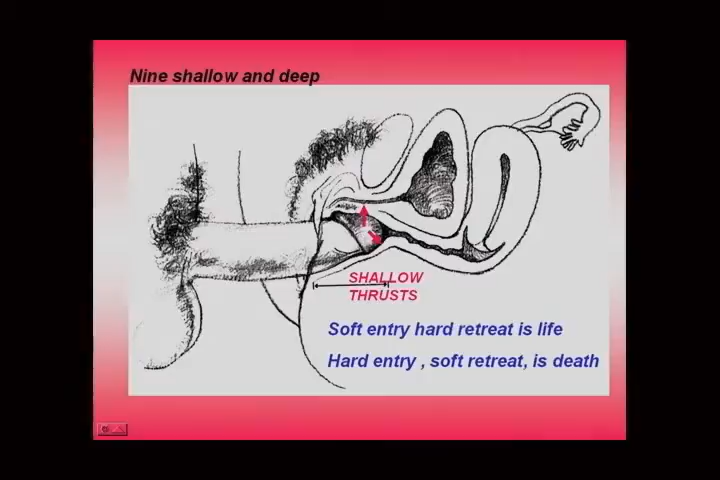 Nine shallow and deep
SHALLOW
THRUSTS
Soft entry hard retreat is life
Hard entry , soft retreat, is death